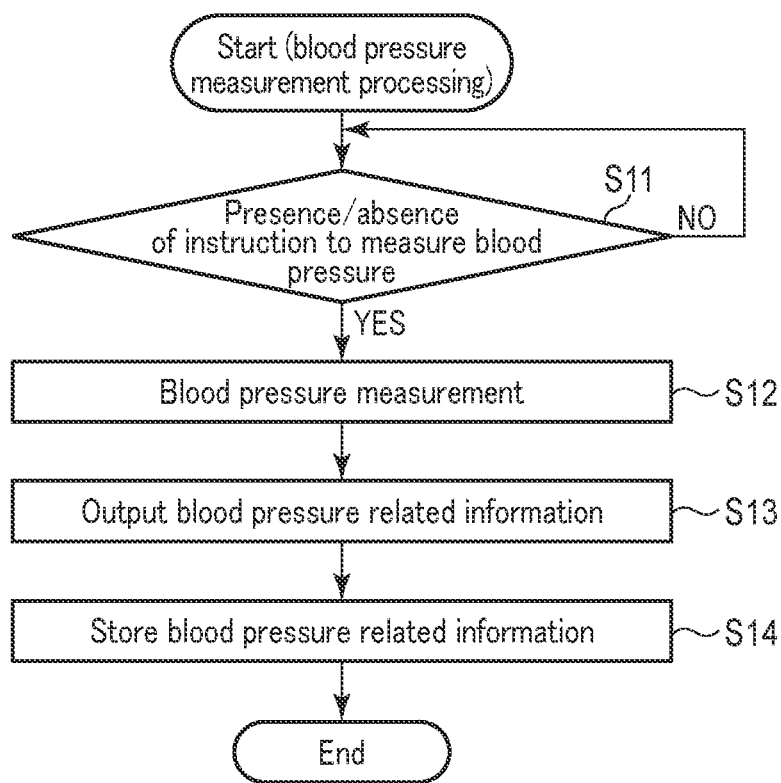 Start (blood pressure
measurement processing)
S11
Presence/absence
of instruction to measure blood
pressure
NO
YES
Blood pressure measurement
S12
Output blood pressure related information
S13
Store blood pressure related information
S14
End